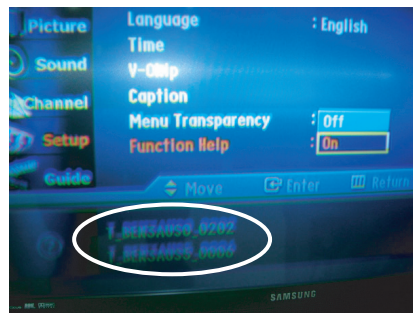 Picture
Sound
Channel
Setup
Guide
Language : English
Time
Caption
Menu Transparency : Off
Function Help : On
Move Enter Return
SAMSUNG